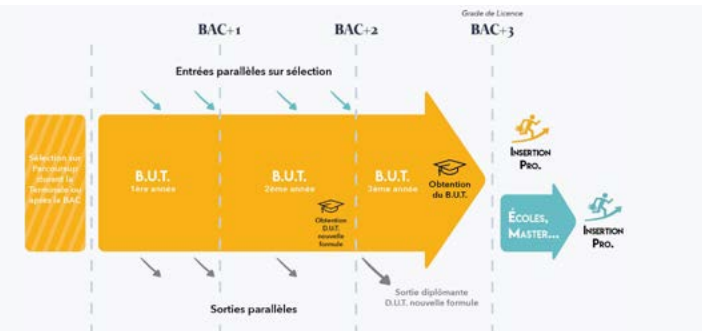 Grade de Licence
BAC+1
BAC+2
BAC+3
Entrées parallèles sur sélection
Sélection sur
Parcoursup
durant la
Terminale ou
après le BAC
B.U.T.
1ère année
B.U.T.
2ème année
Obtention
D.U.T.
nouvelle
formule
B.U.T.
3ème année
Obtention
du B.U.T.
INSERTION
PRO.
ÉCOLES,
MASTER...
INSERTION
PRO.
Sorties parallèles
Sortie diplômante
D.U.T. nouvelle formule